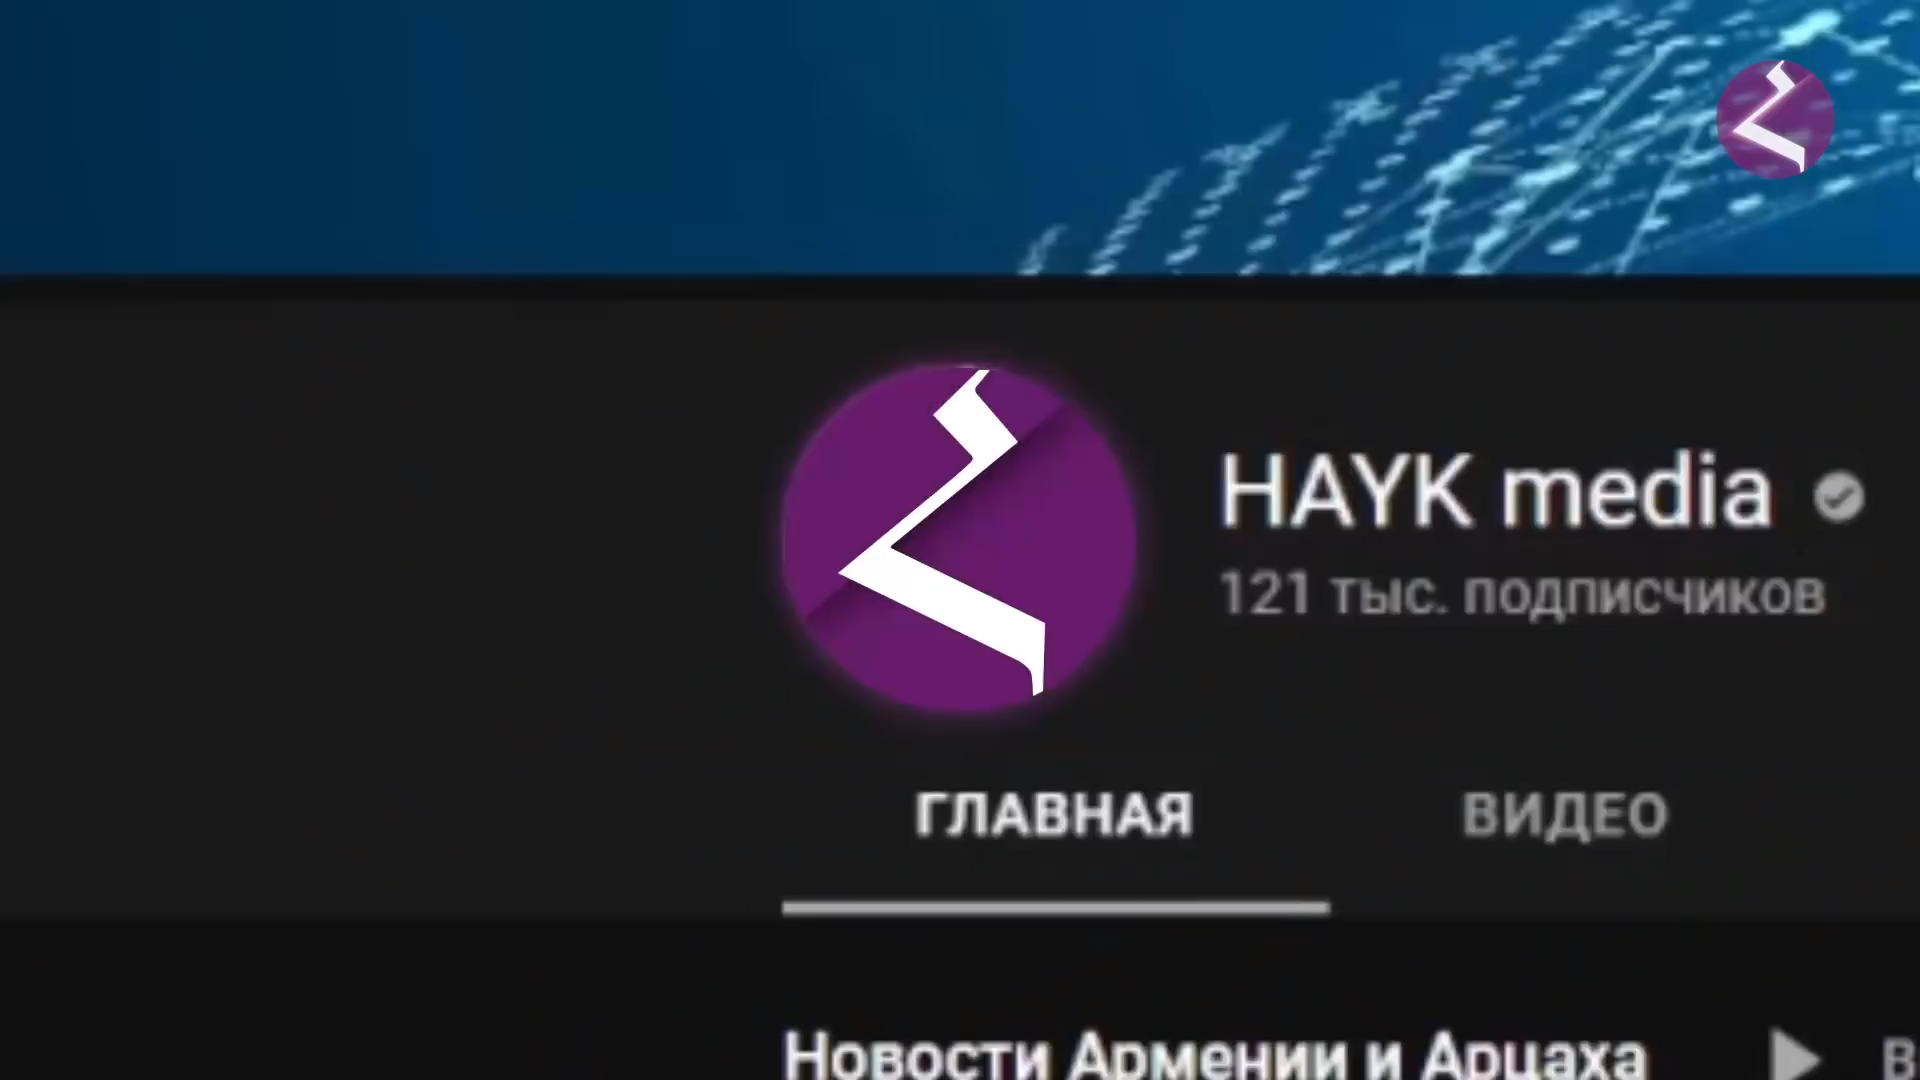 HAYK media
121 тыс. подписчиков
ГЛАВНАЯ ВИДЕО
Новости Армении и Арцаха